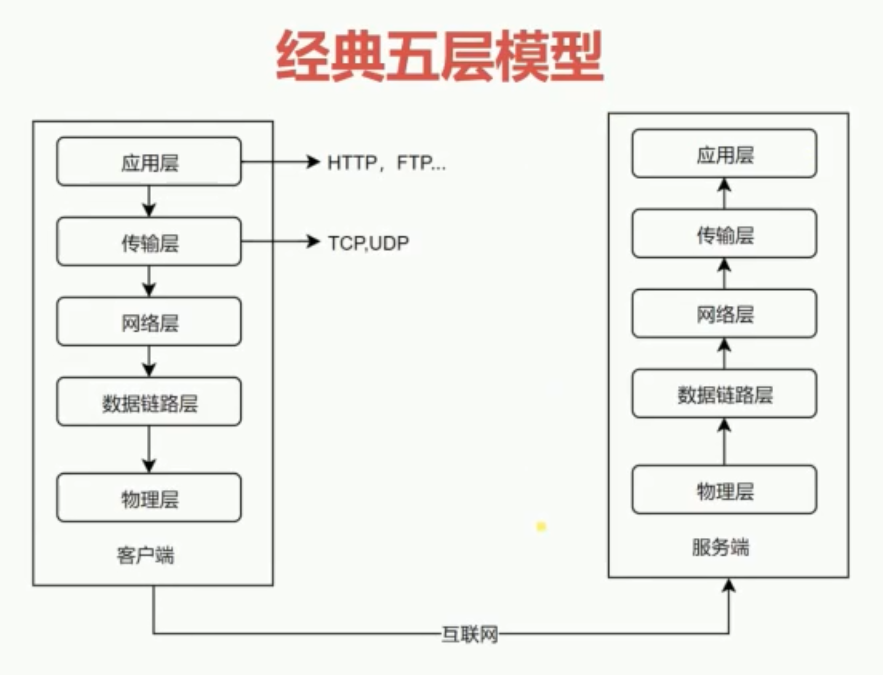 经典五层模型
应用层
HTTP，FTP...
传输层
TCP,UDP
网络层
数据链路层
物理层
客户端
应用层
传输层
网络层
数据链路层
物理层
服务端
互联网